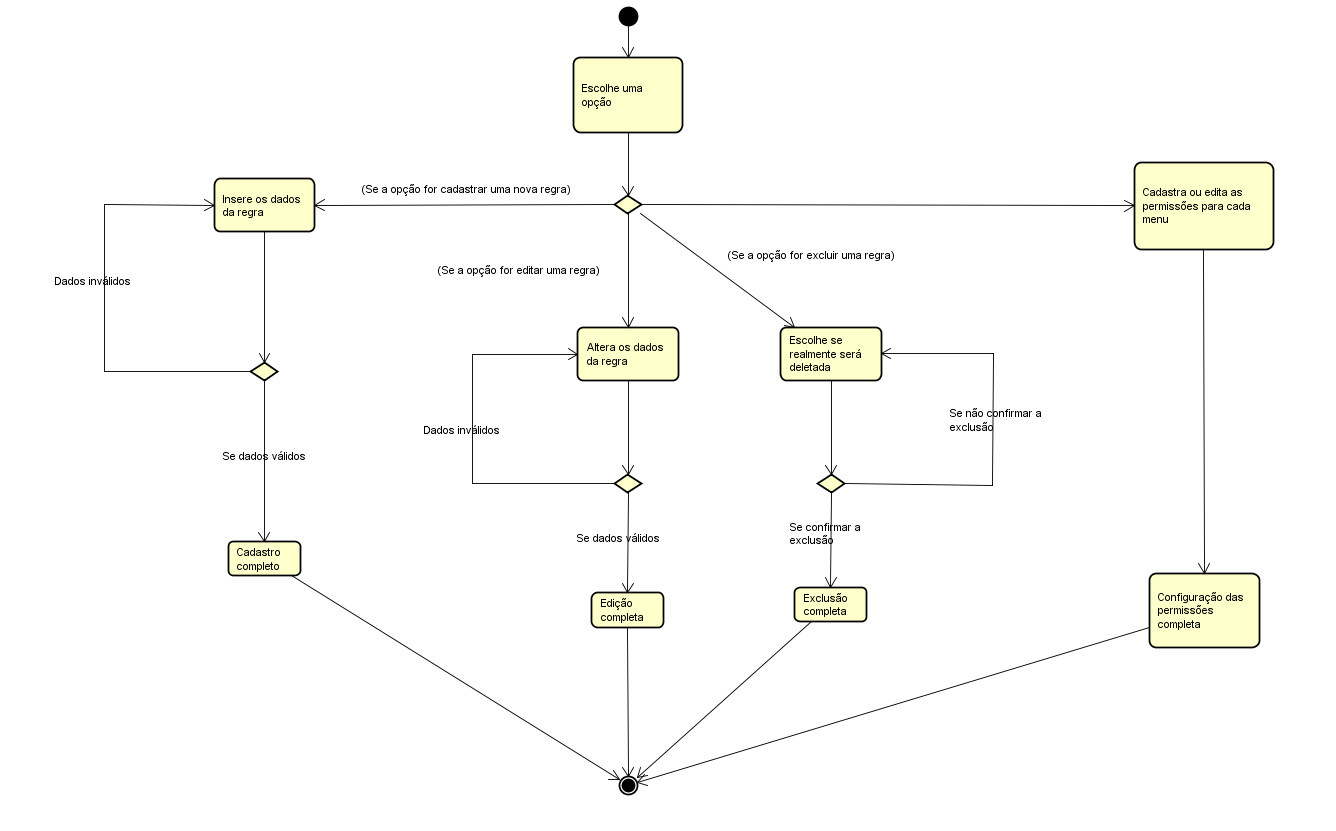 Escolhe uma
opção
(Se a opção for cadastrar uma nova regra)
Insere os dados
da regra
Cadastra ou edita as
permissões para cada
menu
(Se a opção for excluir uma regra)
(Se a opção for editar uma regra)
Dados inválidos
Altera os dados
da regra
Escolhe se
realmente será
deletada
Se não confirmar a
exclusão
Dados inválidos
Se dados válidos
Se dados válidos
Se confirmar a
exclusão
Cadastro
completo
Edição
completa
Exclusão
completa
Configuração das
permissões
completa